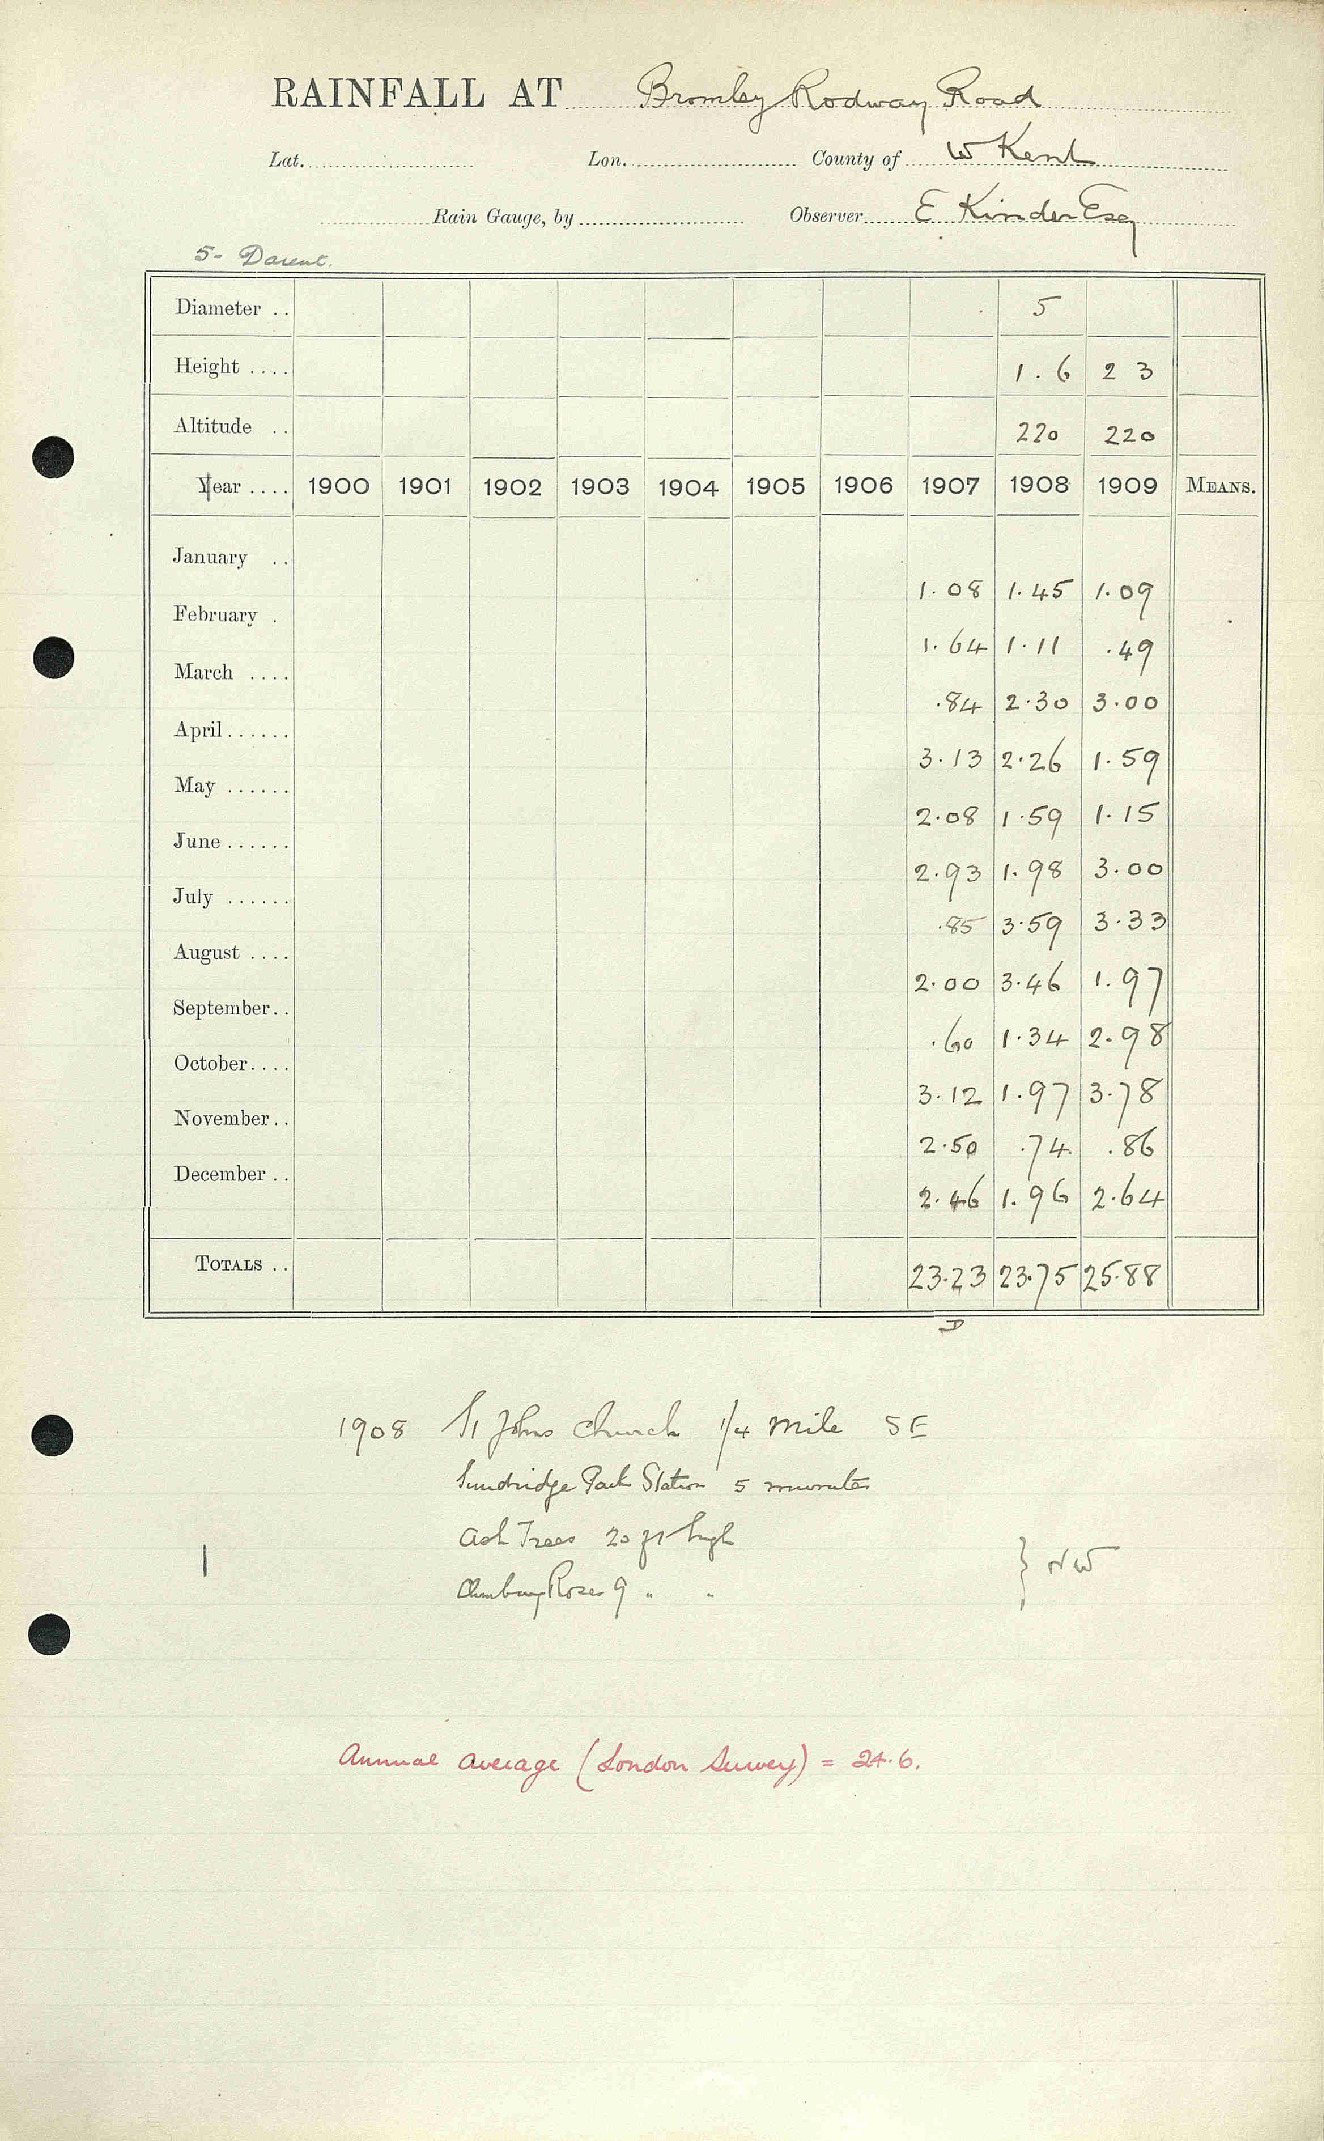 RAINFALL AT Bromley Rodway Road
Lat. Lon. County of W Kent
Rain Gauge, by Observer E Kinder Esq
5- Darent.
Diameter .. 5
Height .... 1.6 2 3
Altitude .. 220 220
Year .... 1900 1901 1902 1903 1904 1905 1906 1907 1908 1909 MEANS.
January .. 1.08 1.45 1.09
February . 1.64 1.11 .49
March .... .84 2.30 3.00
April...... 3.13 2.26 1.59
May ...... 2.08 1.59 1.15
June ...... 2.93 1.98 3.00
July ...... .85 3.59 3.33
August .... 2.00 3.46 1.97
September.. .60 1.34 2.98
October.... 3.12 1.97 3.78
November.. 2.50 .74 .86
December .. 2.46 1.96 2.64
TOTALS .. 23.23 23.75 25.88
D
1908 St Johns Church 1/4 mile SE
Sundridge Park Station 5 minutes
Ash Trees 20 ft high
Climbing Roses 9 " "
} NW
Annual average (London Survey) = 24.6.